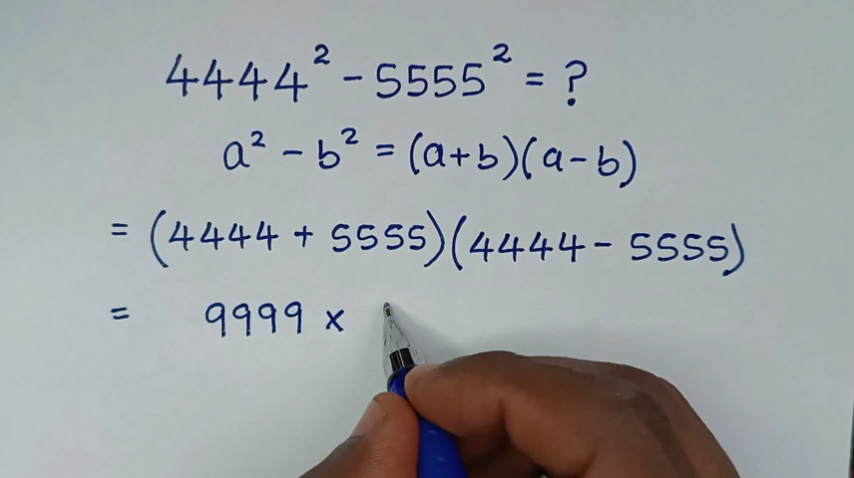 4444² - 5555² = ?
a² - b² = (a+b)(a-b)
= (4444 + 5555)(4444 - 5555)
= 9999 ×